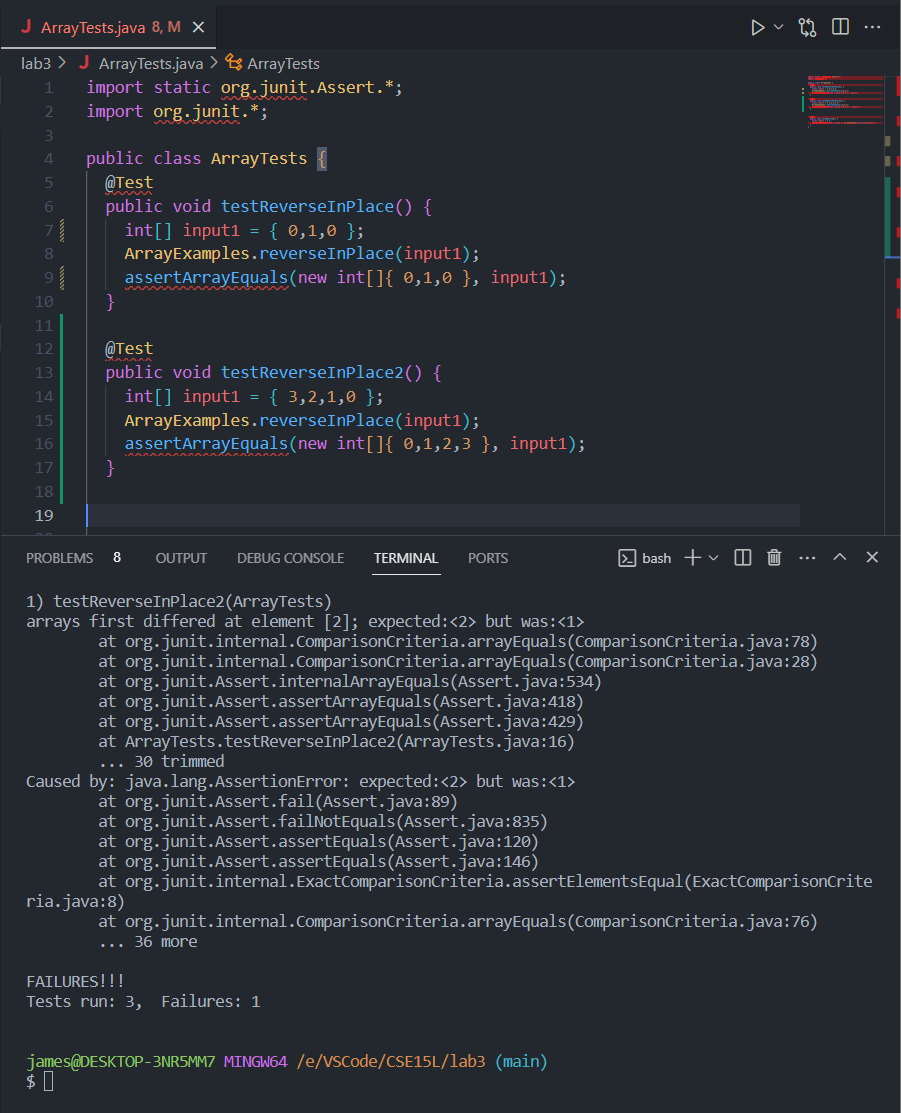 ArrayTests.java 8, M
lab3 > ArrayTests.java > ArrayTests
1 import static org.junit.Assert.*;
2 import org.junit.*;
3
4 public class ArrayTests {
5 @Test
6 public void testReverseInPlace() {
7 int[] input1 = { 0,1,0 };
8 ArrayExamples.reverseInPlace(input1);
9 assertArrayEquals(new int[]{ 0,1,0 }, input1);
10 }
11
12 @Test
13 public void testReverseInPlace2() {
14 int[] input1 = { 3,2,1,0 };
15 ArrayExamples.reverseInPlace(input1);
16 assertArrayEquals(new int[]{ 0,1,2,3 }, input1);
17 }
18
19
PROBLEMS 8 OUTPUT DEBUG CONSOLE TERMINAL PORTS bash
1) testReverseInPlace2(ArrayTests)
arrays first differed at element [2]; expected:<2> but was:<1>
at org.junit.internal.ComparisonCriteria.arrayEquals(ComparisonCriteria.java:78)
at org.junit.internal.ComparisonCriteria.arrayEquals(ComparisonCriteria.java:28)
at org.junit.Assert.internalArrayEquals(Assert.java:534)
at org.junit.Assert.assertArrayEquals(Assert.java:418)
at org.junit.Assert.assertArrayEquals(Assert.java:429)
at ArrayTests.testReverseInPlace2(ArrayTests.java:16)
... 30 trimmed
Caused by: java.lang.AssertionError: expected:<2> but was:<1>
at org.junit.Assert.fail(Assert.java:89)
at org.junit.Assert.failNotEquals(Assert.java:835)
at org.junit.Assert.assertEquals(Assert.java:120)
at org.junit.Assert.assertEquals(Assert.java:146)
at org.junit.internal.ExactComparisonCriteria.assertElementsEqual(ExactComparisonCrite
ria.java:8)
at org.junit.internal.ComparisonCriteria.arrayEquals(ComparisonCriteria.java:76)
... 36 more
FAILURES!!!
Tests run: 3,  Failures: 1
james@DESKTOP-3NR5MM7 MINGW64 /e/VSCode/CSE15L/lab3 (main)
$